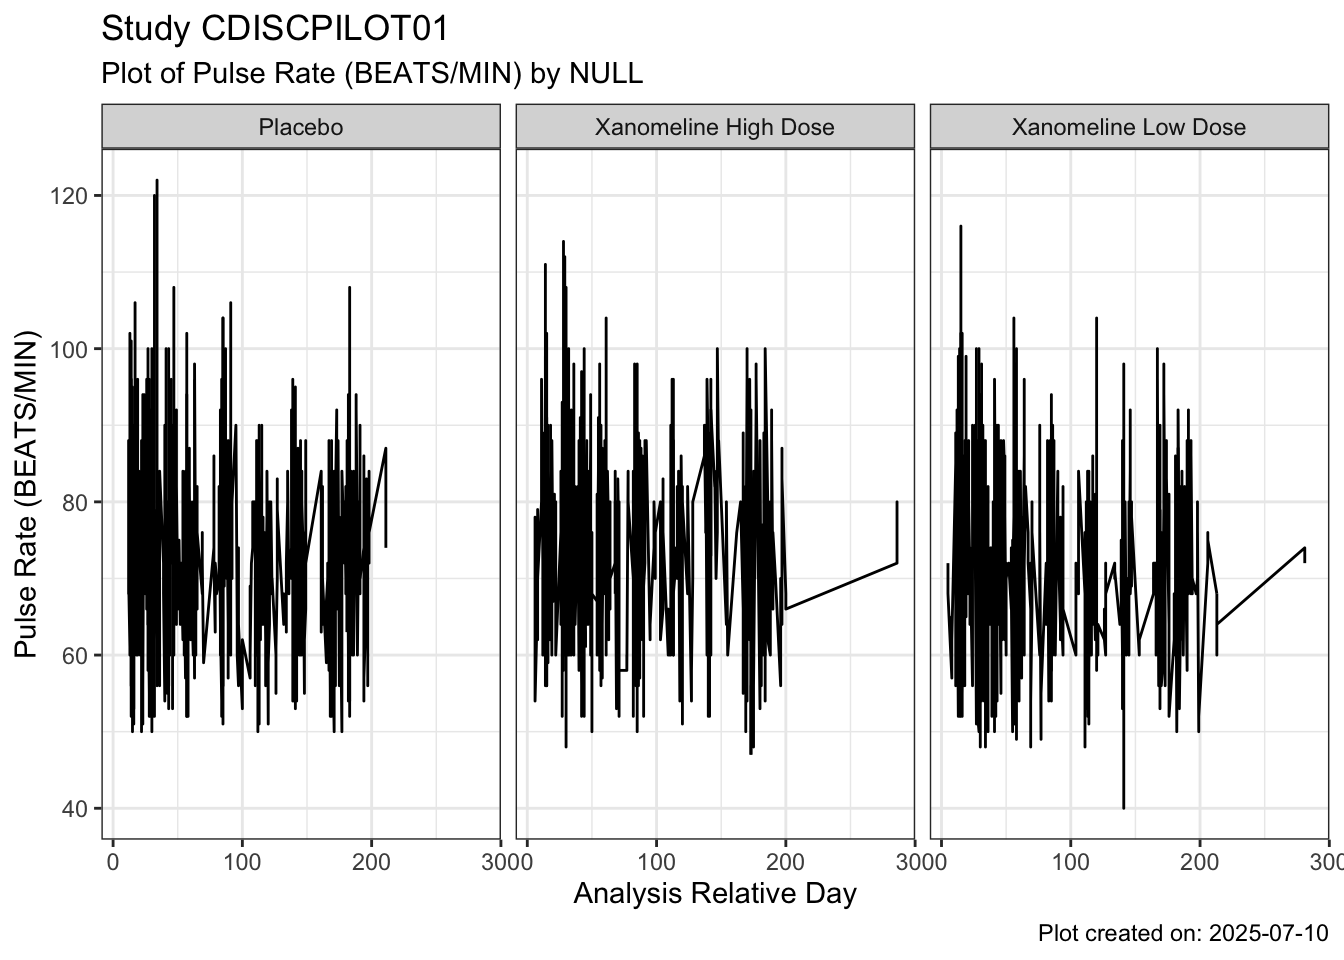 Study CDISCPILOT01
Plot of Pulse Rate (BEATS/MIN) by NULL
Placebo
Xanomeline High Dose
Xanomeline Low Dose
Pulse Rate (BEATS/MIN)
120
100
80
60
40
0 100 200 300
0 100 200 300
0 100 200 300
Analysis Relative Day
Plot created on: 2025-07-10